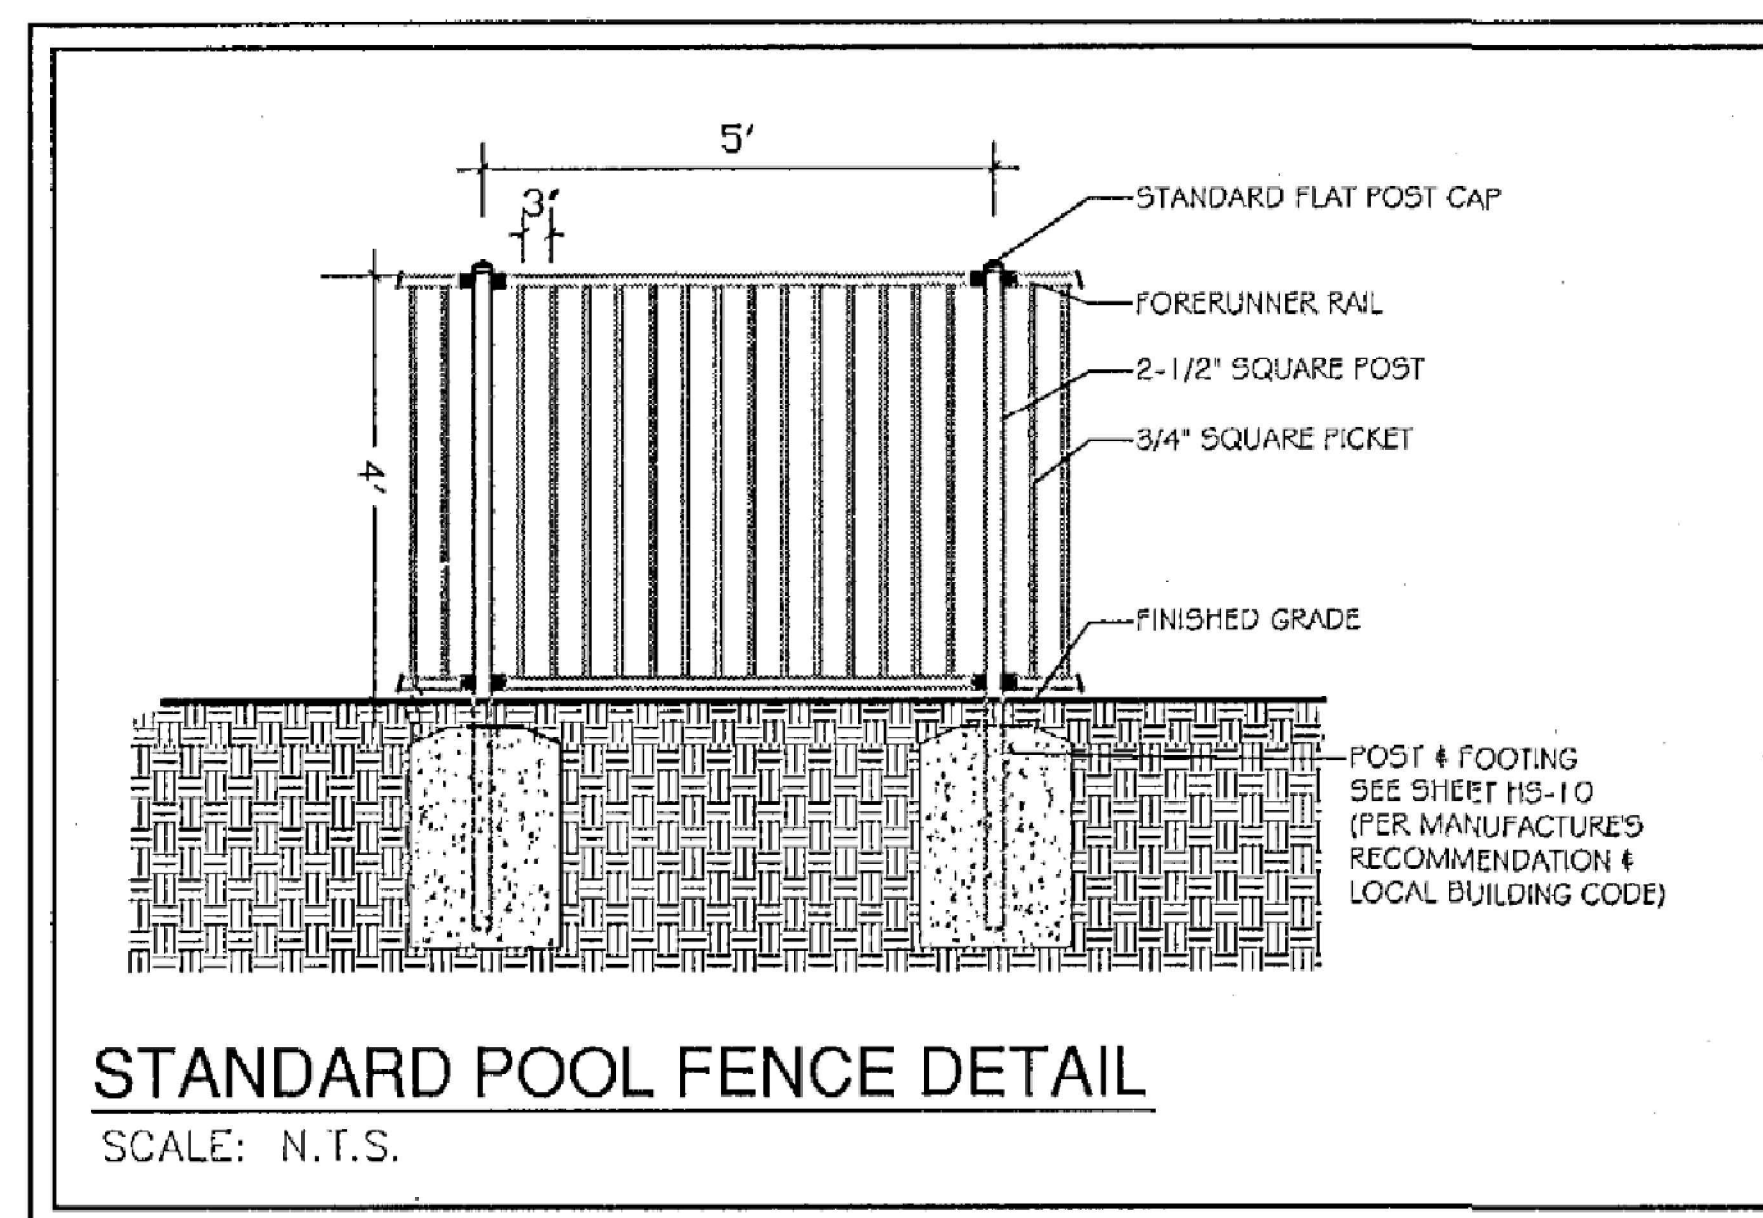 5'
3"
STANDARD FLAT POST CAP
FORERUNNER RAIL
2-1/2" SQUARE POST
3/4" SQUARE PICKET
4'
FINISHED GRADE
POST & FOOTING
SEE SHEET HS-10
(PER MANUFACTURE'S
RECOMMENDATION &
LOCAL BUILDING CODE)
STANDARD POOL FENCE DETAIL
SCALE: N.T.S.